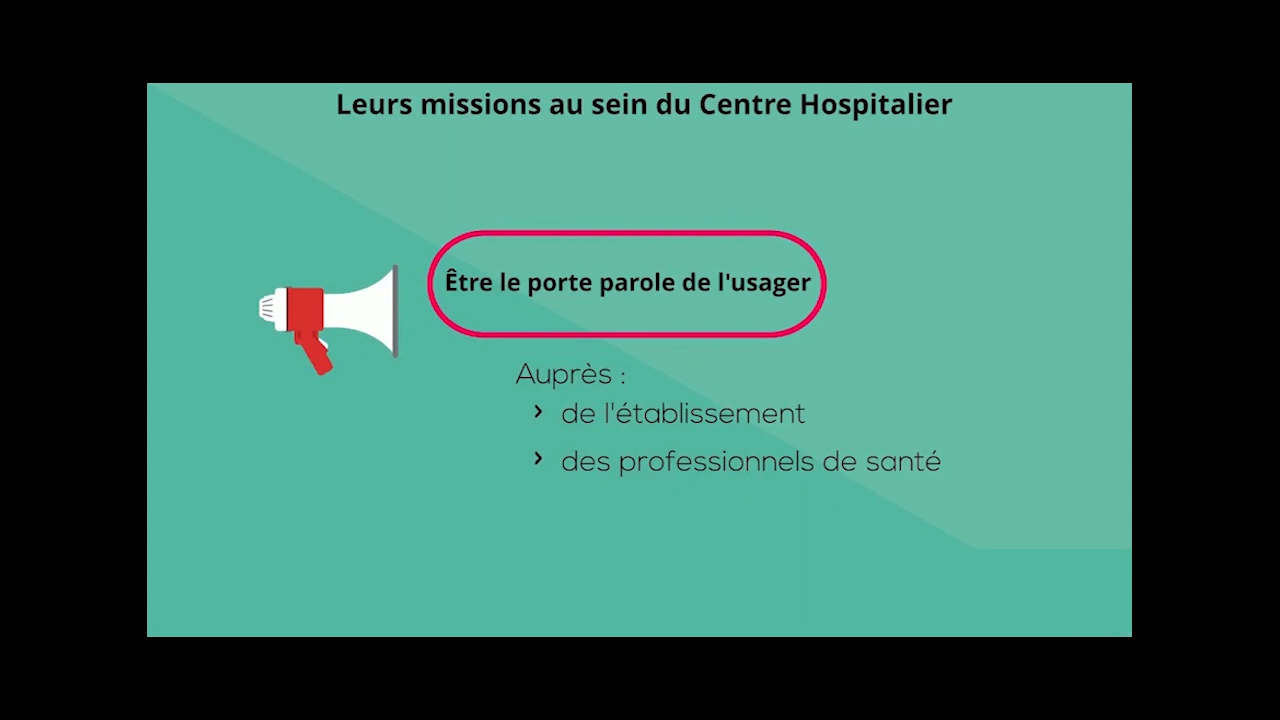 Leurs missions au sein du Centre Hospitalier
Être le porte parole de l'usager
Auprès :
› de l'établissement
› des professionnels de santé